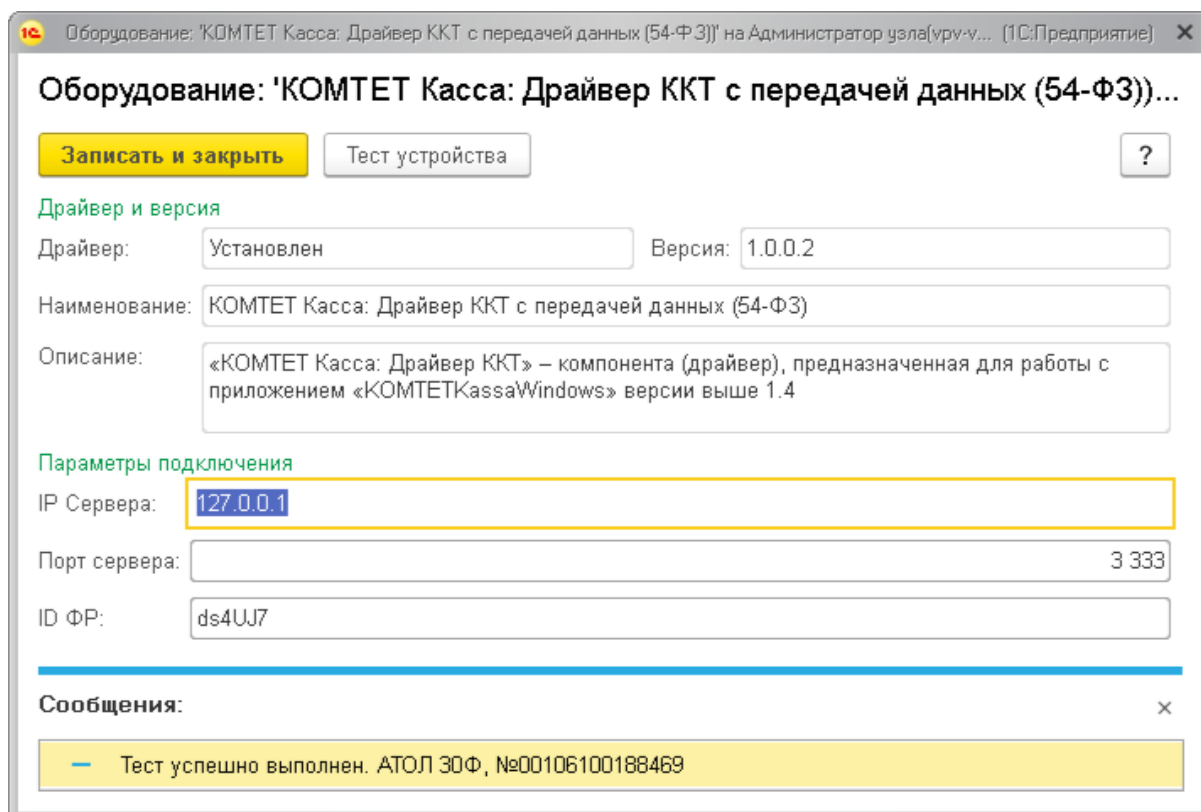 1С Оборудование: 'КОМТЕТ Касса: Драйвер ККТ с передачей данных (54-ФЗ))' на Администратор узла(vpv-v... (1С:Предприятие)
Оборудование: 'КОМТЕТ Касса: Драйвер ККТ с передачей данных (54-ФЗ))...
Записать и закрыть Тест устройства ?
Драйвер и версия
Драйвер: Установлен Версия: 1.0.0.2
Наименование: КОМТЕТ Касса: Драйвер ККТ с передачей данных (54-ФЗ)
Описание: «КОМТЕТ Касса: Драйвер ККТ» – компонента (драйвер), предназначенная для работы с
приложением «KOMTETKassaWindows» версии выше 1.4
Параметры подключения
IP Сервера: 127.0.0.1
Порт сервера: 3 333
ID ФР: ds4UJ7
Сообщения:
Тест успешно выполнен. АТОЛ 30Ф, №00106100188469